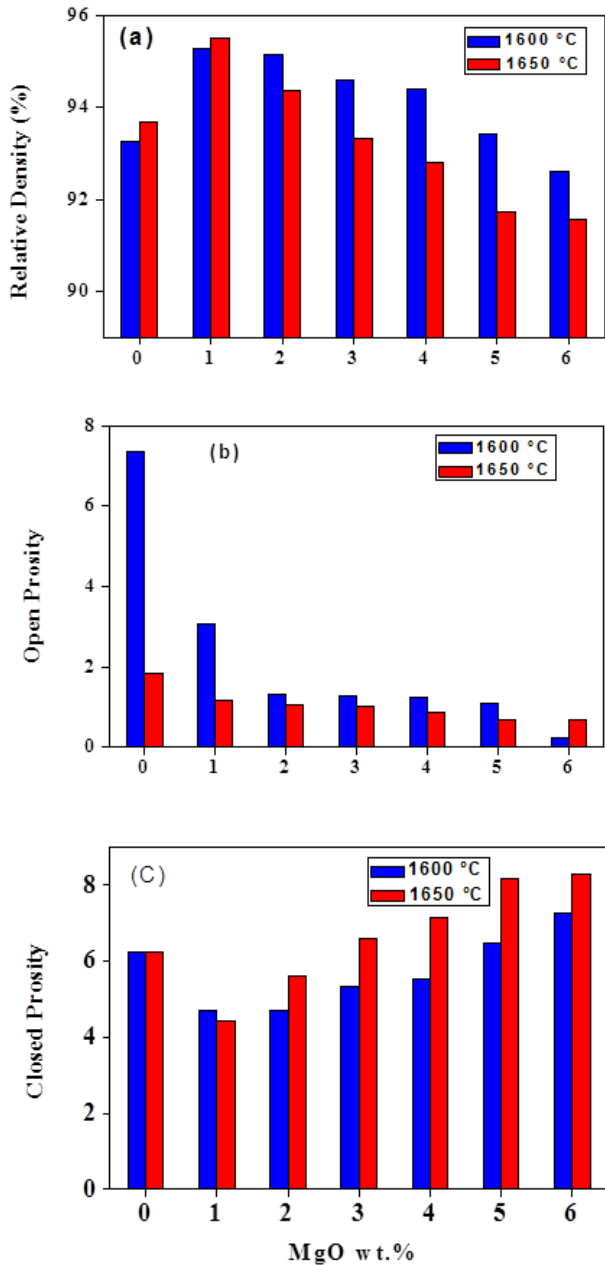 (a)
1600 °C
1650 °C
Relative Density (%)
96
94
92
90
0 1 2 3 4 5 6
(b)
1600 °C
1650 °C
Open Prosity
8
6
4
2
0
0 1 2 3 4 5 6
(C)
1600 °C
1650 °C
Closed Prosity
8
6
4
2
0
0 1 2 3 4 5 6
MgO wt.%